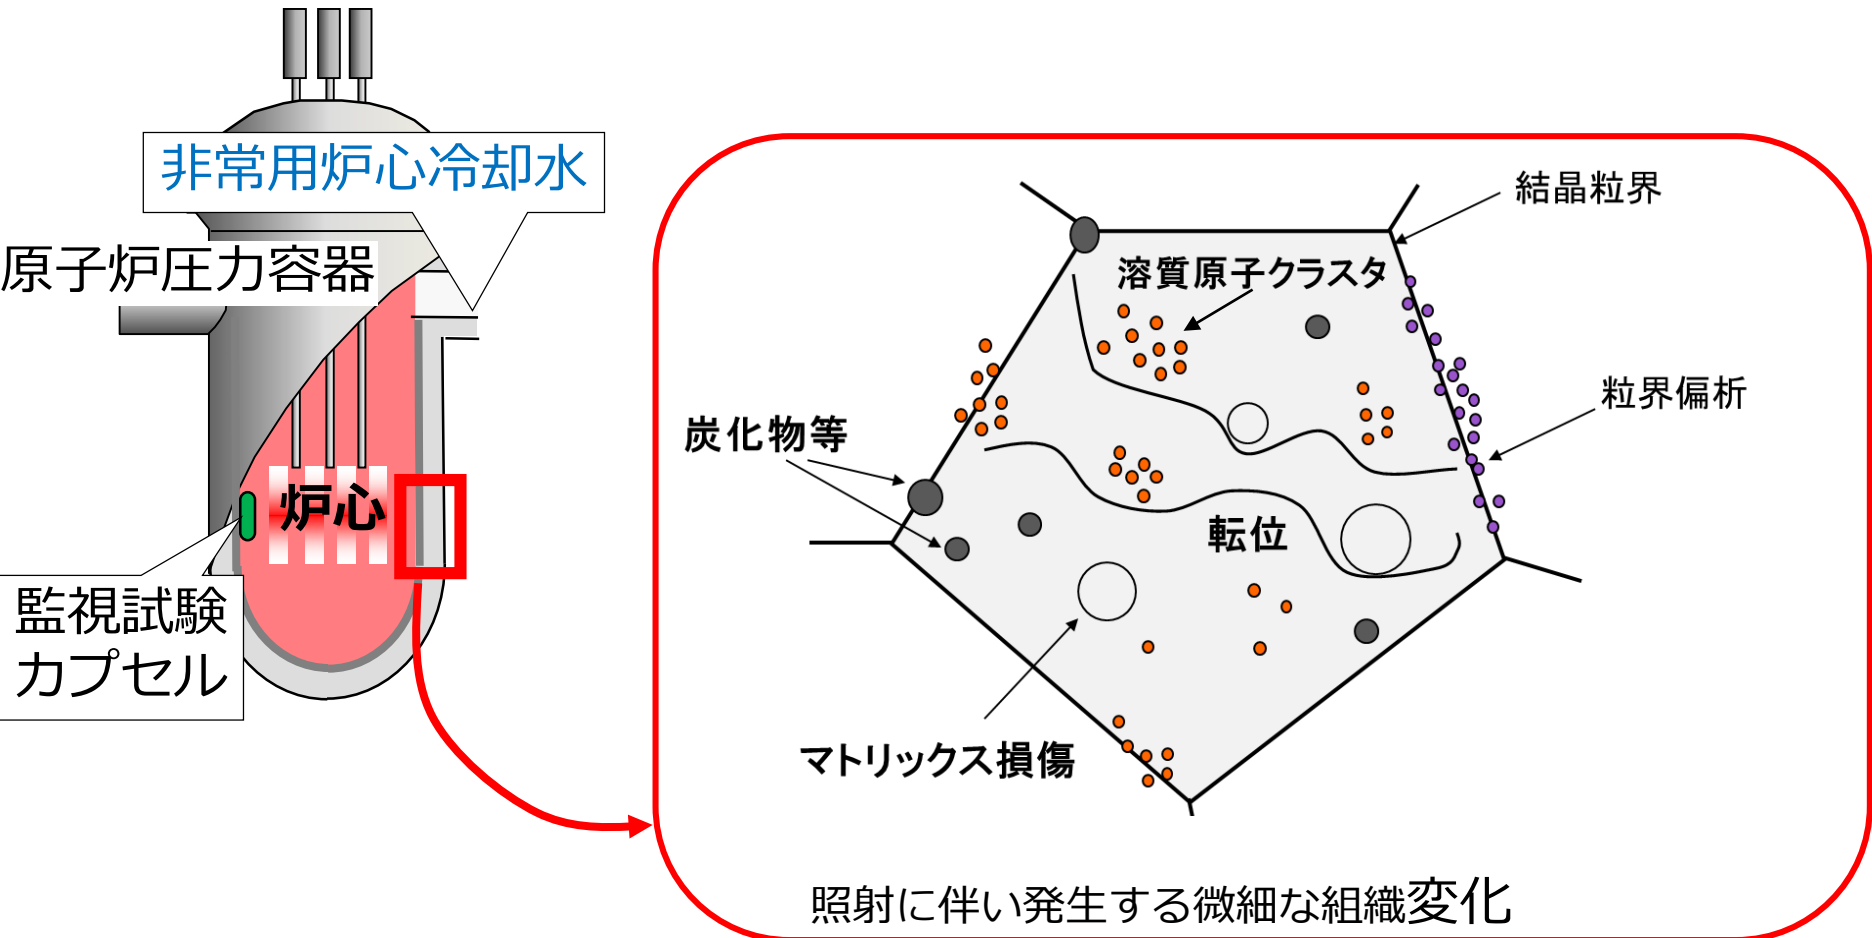 非常用炉心冷却水
原子炉圧力容器
炉心
監視試験
カプセル
結晶粒界
溶質原子クラスタ
粒界偏析
炭化物等
転位
マトリックス損傷
照射に伴い発生する微細な組織変化